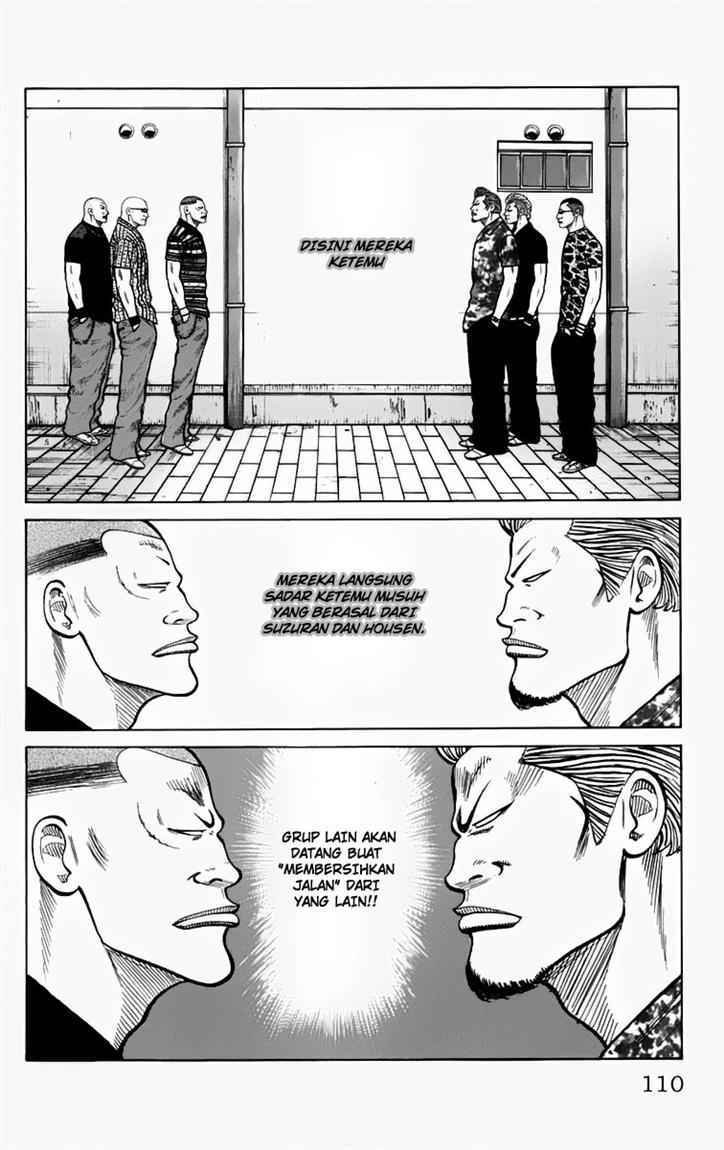 DISINI MEREKA
KETEMU
MEREKA LANGSUNG
SADAR KETEMU MUSUH
YANG BERASAL DARI
SUZURAN DAN HOUSEN.
GRUP LAIN AKAN
DATANG BUAT
"MEMBERSIHKAN
JALAN" DARI
YANG LAIN!!
110